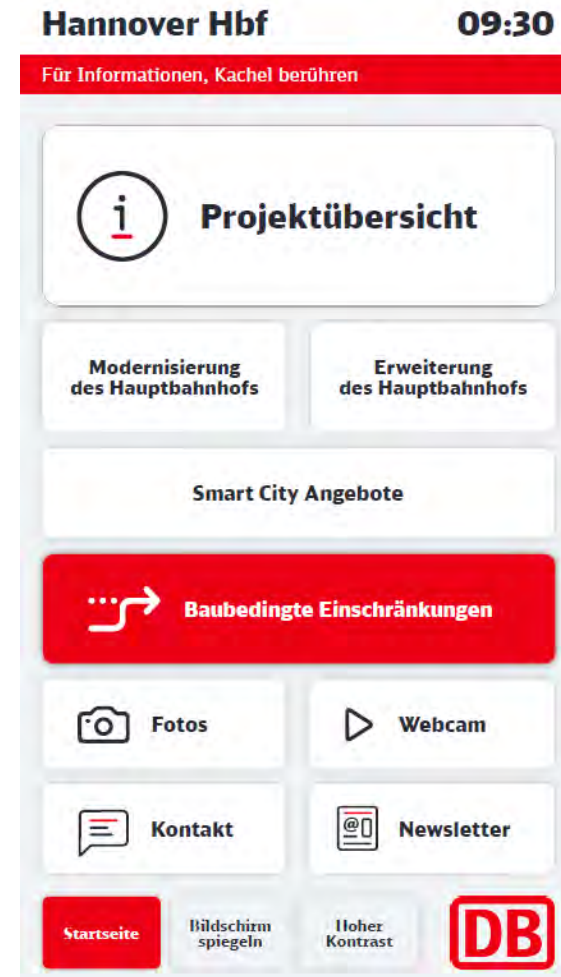 Hannover Hbf 09:30
Für Informationen, Kachel berühren
i Projektübersicht
Modernisierung
des Hauptbahnhofs
Erweiterung
des Hauptbahnhofs
Smart City Angebote
Baubedingte Einschränkungen
Fotos
Webcam
Kontakt
@ Newsletter
Startseite
Bildschirm
spiegeln
Hoher
Kontrast
DB